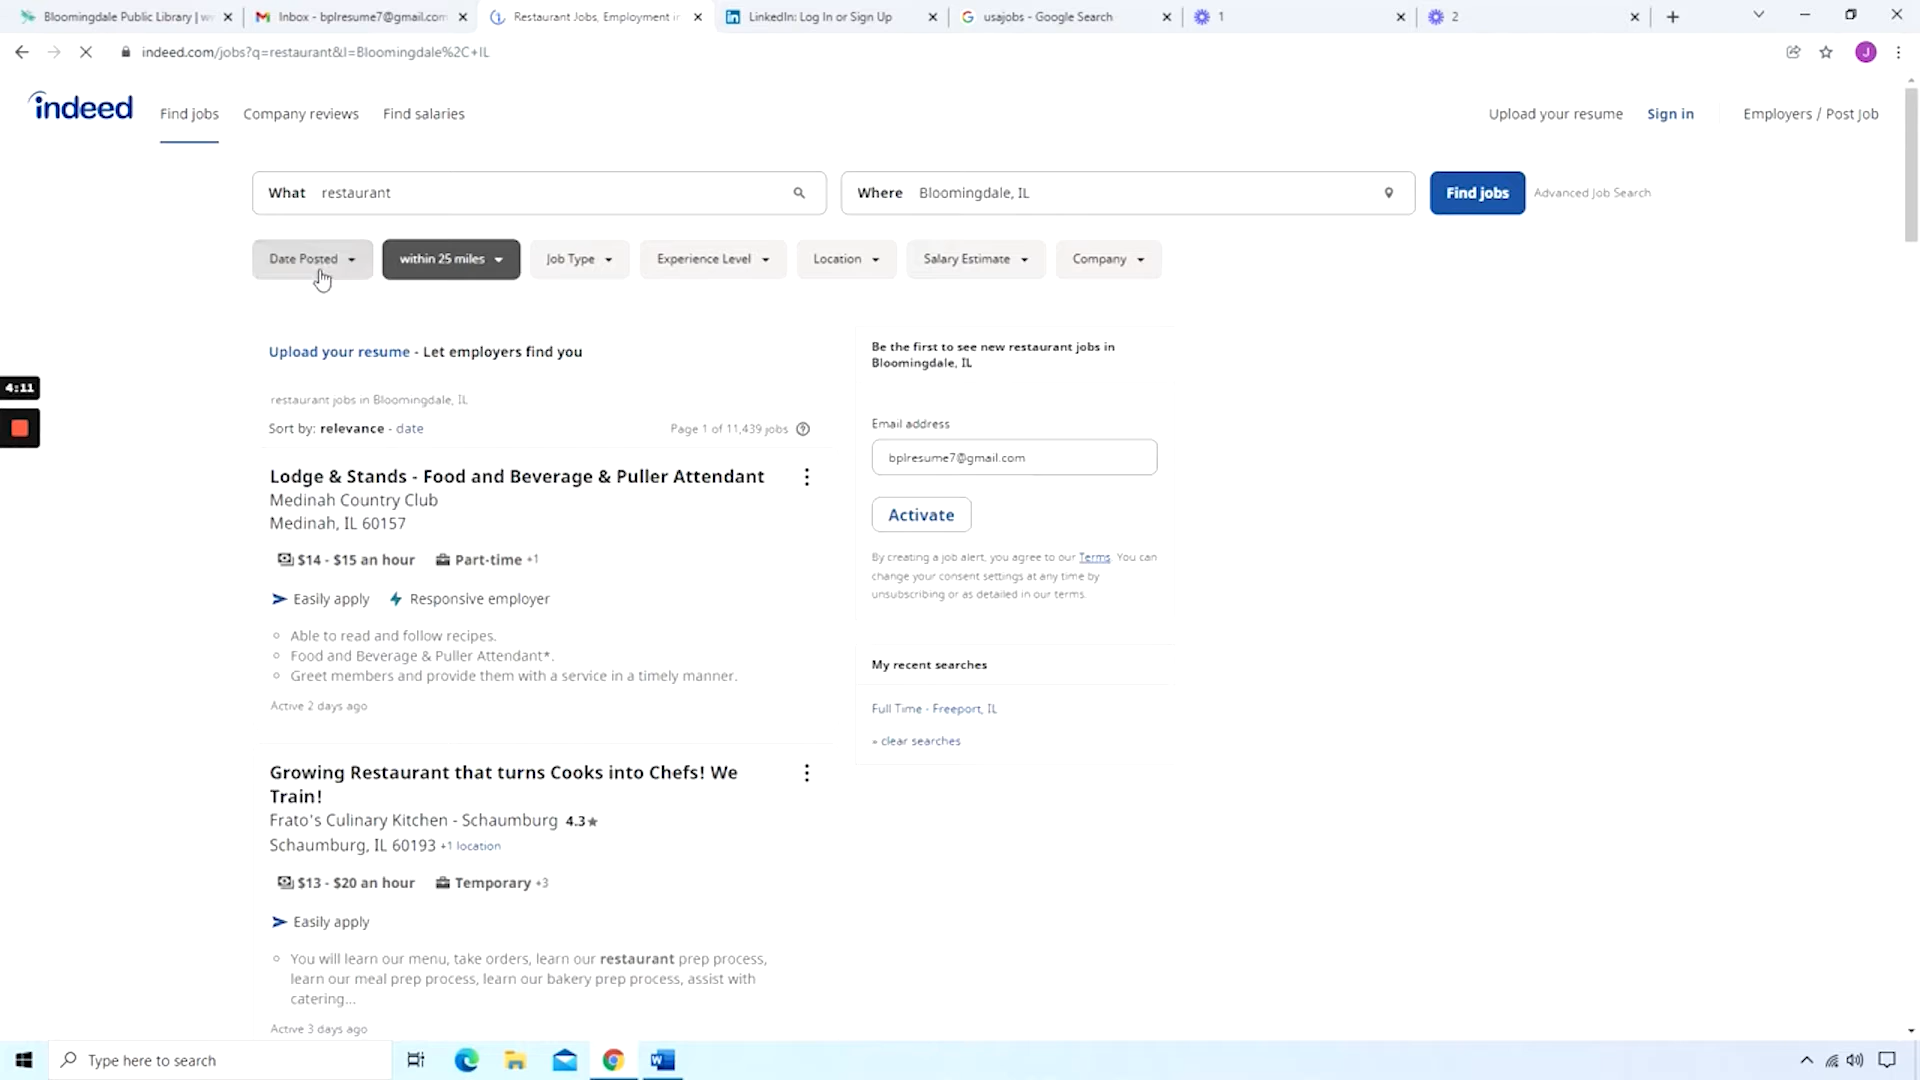 Bloomingdale Public Library | w
Inbox - bplresume7@gmail.com
Restaurant Jobs, Employment in
LinkedIn: Log In or Sign Up
usajobs - Google Search
1
2
indeed.com/jobs?q=restaurant&l=Bloomingdale%2C+IL
J
indeed
Find jobs
Company reviews
Find salaries
Upload your resume
Sign in
Employers / Post Job
What restaurant
Where Bloomingdale, IL
Find jobs
Advanced Job Search
Date Posted
within 25 miles
Job Type
Experience Level
Location
Salary Estimate
Company
4:11
Upload your resume - Let employers find you
restaurant jobs in Bloomingdale, IL
Sort by: relevance - date
Page 1 of 11,439 jobs
Lodge & Stands - Food and Beverage & Puller Attendant
Medinah Country Club
Medinah, IL 60157
$14 - $15 an hour
Part-time +1
Easily apply
Responsive employer
Able to read and follow recipes.
Food and Beverage & Puller Attendant*.
Greet members and provide them with a service in a timely manner.
Active 2 days ago
Growing Restaurant that turns Cooks into Chefs! We
Train!
Frato's Culinary Kitchen - Schaumburg 4.3
Schaumburg, IL 60193 +1 location
$13 - $20 an hour
Temporary +3
Easily apply
You will learn our menu, take orders, learn our restaurant prep process,
learn our meal prep process, learn our bakery prep process, assist with
catering...
Active 3 days ago
Be the first to see new restaurant jobs in
Bloomingdale, IL
Email address
bplresume7@gmail.com
Activate
By creating a job alert, you agree to our Terms. You can
change your consent settings at any time by
unsubscribing or as detailed in our terms.
My recent searches
Full Time - Freeport, IL
» clear searches
Type here to search